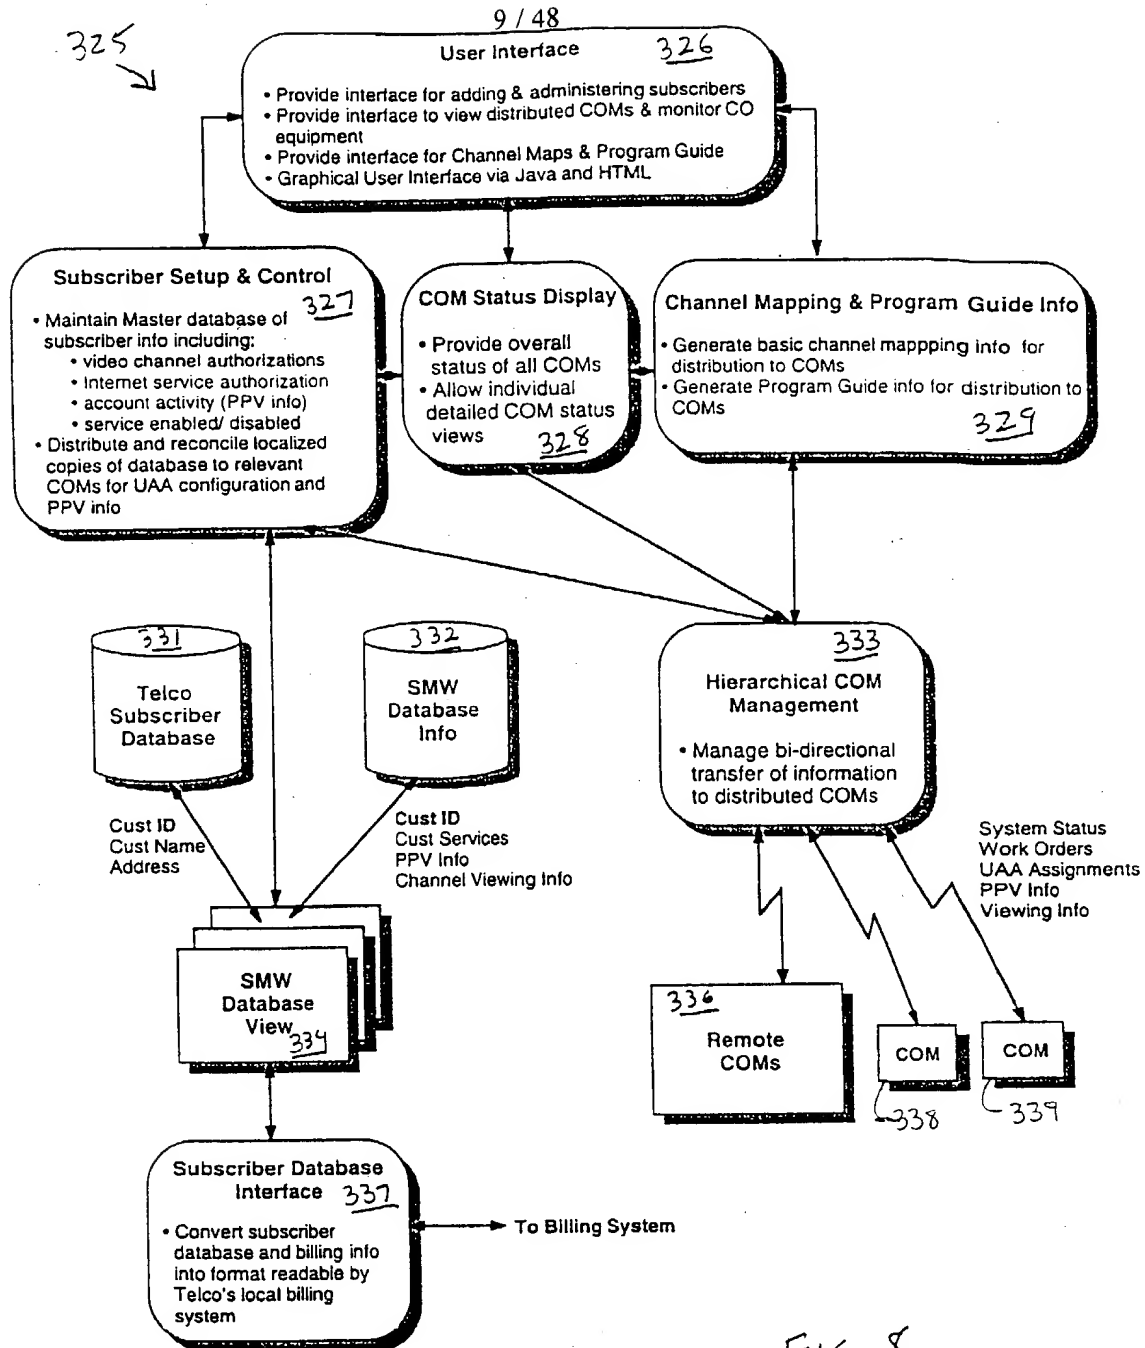 9 / 48
325
User Interface 326
• Provide interface for adding & administering subscribers
• Provide interface to view distributed COMs & monitor CO
equipment
• Provide interface for Channel Maps & Program Guide
• Graphical User Interface via Java and HTML
Subscriber Setup & Control
327
• Maintain Master database of
subscriber info including:
• video channel authorizations
• Internet service authorization
• account activity (PPV info)
• service enabled/ disabled
• Distribute and reconcile localized
copies of database to relevant
COMs for UAA configuration and
PPV info
COM Status Display
• Provide overall
status of all COMs
• Allow individual
detailed COM status
views 328
Channel Mapping & Program Guide Info
• Generate basic channel mappping info for
distribution to COMs
• Generate Program Guide info for distribution to
COMs
329
331
Telco
Subscriber
Database
332
SMW
Database
Info
333
Hierarchical COM
Management
• Manage bi-directional
transfer of information
to distributed COMs
Cust ID
Cust Name
Address
Cust ID
Cust Services
PPV Info
Channel Viewing Info
System Status
Work Orders
UAA Assignments
PPV Info
Viewing Info
SMW
Database
View
334
336
Remote
COMs
COM
338
COM
339
Subscriber Database
Interface 337
• Convert subscriber
database and billing info
into format readable by
Telco's local billing
system
To Billing System
FIG. 8